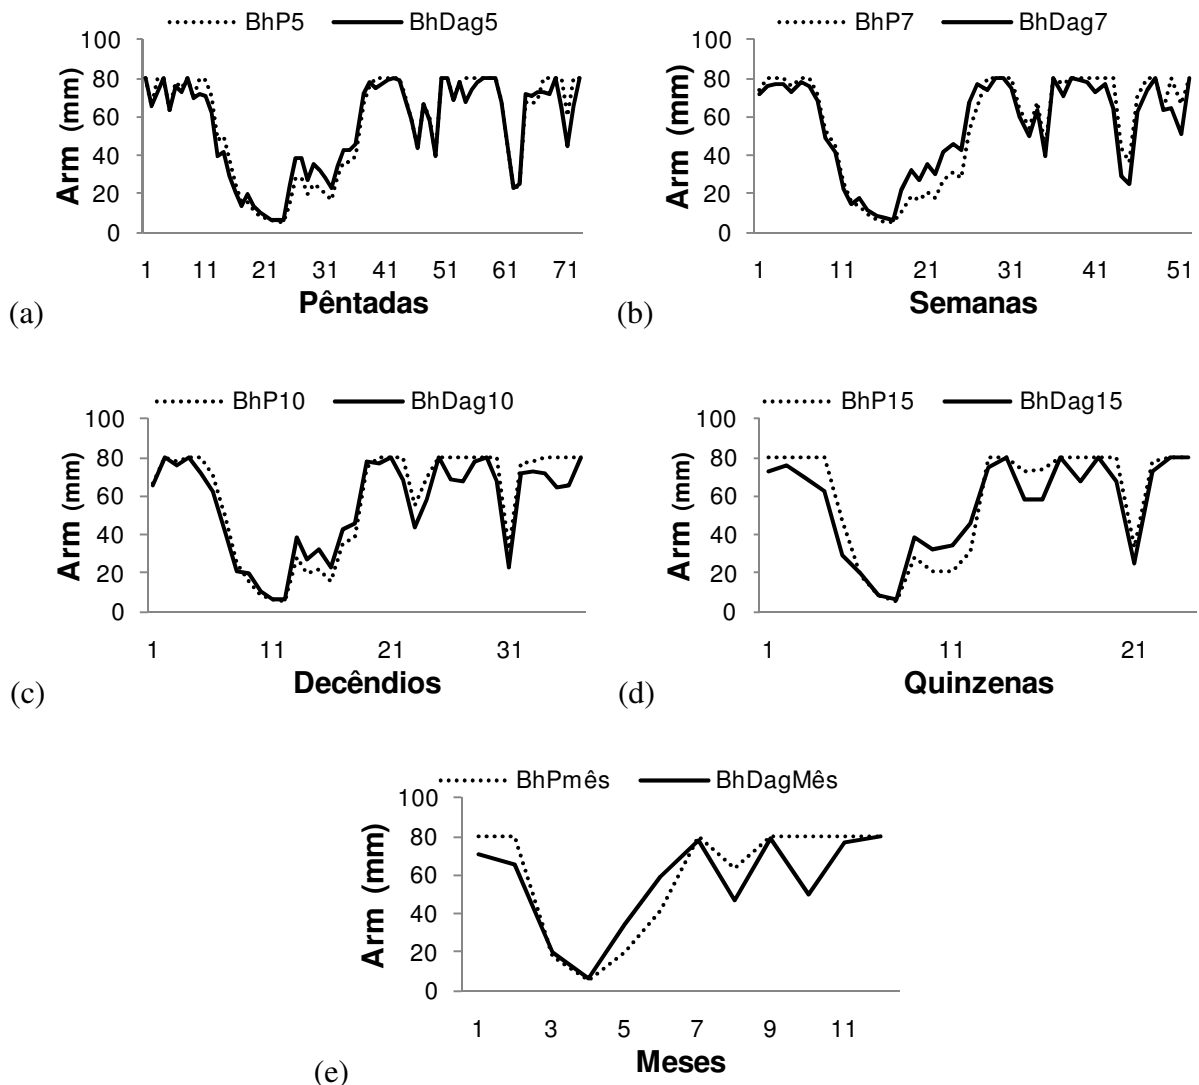 BhP5 BhDag5
100
80
60
40
20
0
Arm (mm)
1 11 21 31 41 51 61 71
Pêntadas
(a)
BhP7 BhDag7
100
80
60
40
20
0
Arm (mm)
1 11 21 31 41 51
Semanas
(b)
BhP10 BhDag10
100
80
60
40
20
0
Arm (mm)
1 11 21 31
Decêndios
(c)
BhP15 BhDag15
100
80
60
40
20
0
Arm (mm)
1 11 21
Quinzenas
(d)
BhPmês BhDagMês
100
80
60
40
20
0
Arm (mm)
1 3 5 7 9 11
Meses
(e)